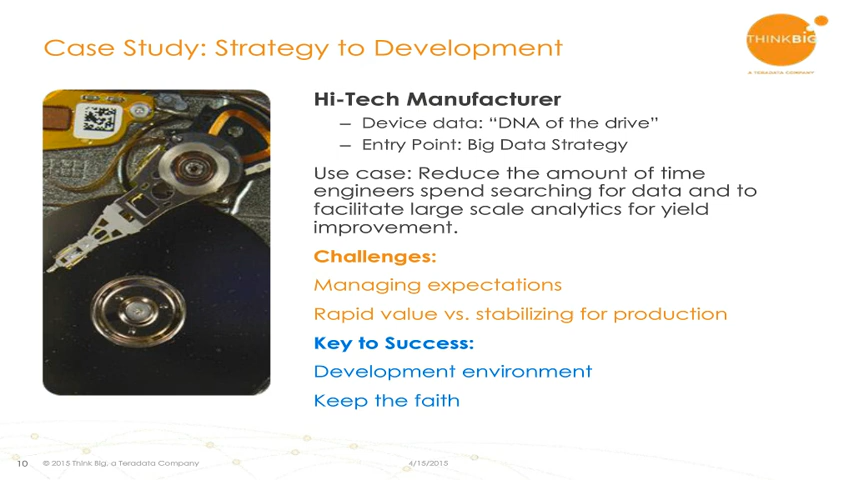 Case Study: Strategy to Development
THINKBIG
A TERADATA COMPANY
Hi-Tech Manufacturer
– Device data: “DNA of the drive”
– Entry Point: Big Data Strategy
Use case: Reduce the amount of time
engineers spend searching for data and to
facilitate large scale analytics for yield
improvement.
Challenges:
Managing expectations
Rapid value vs. stabilizing for production
Key to Success:
Development environment
Keep the faith
10 © 2015 Think Big, a Teradata Company 4/15/2015